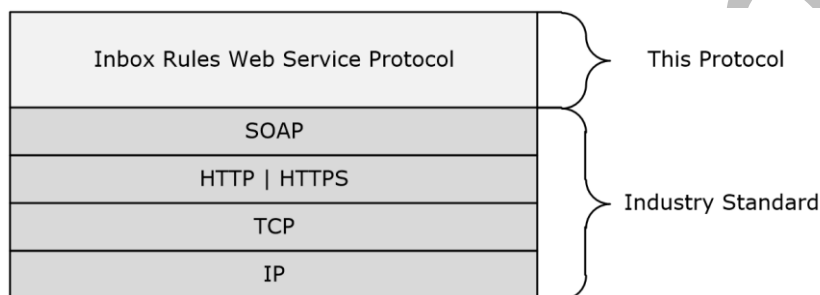 Inbox Rules Web Service Protocol
This Protocol
SOAP
HTTP | HTTPS
Industry Standard
TCP
IP